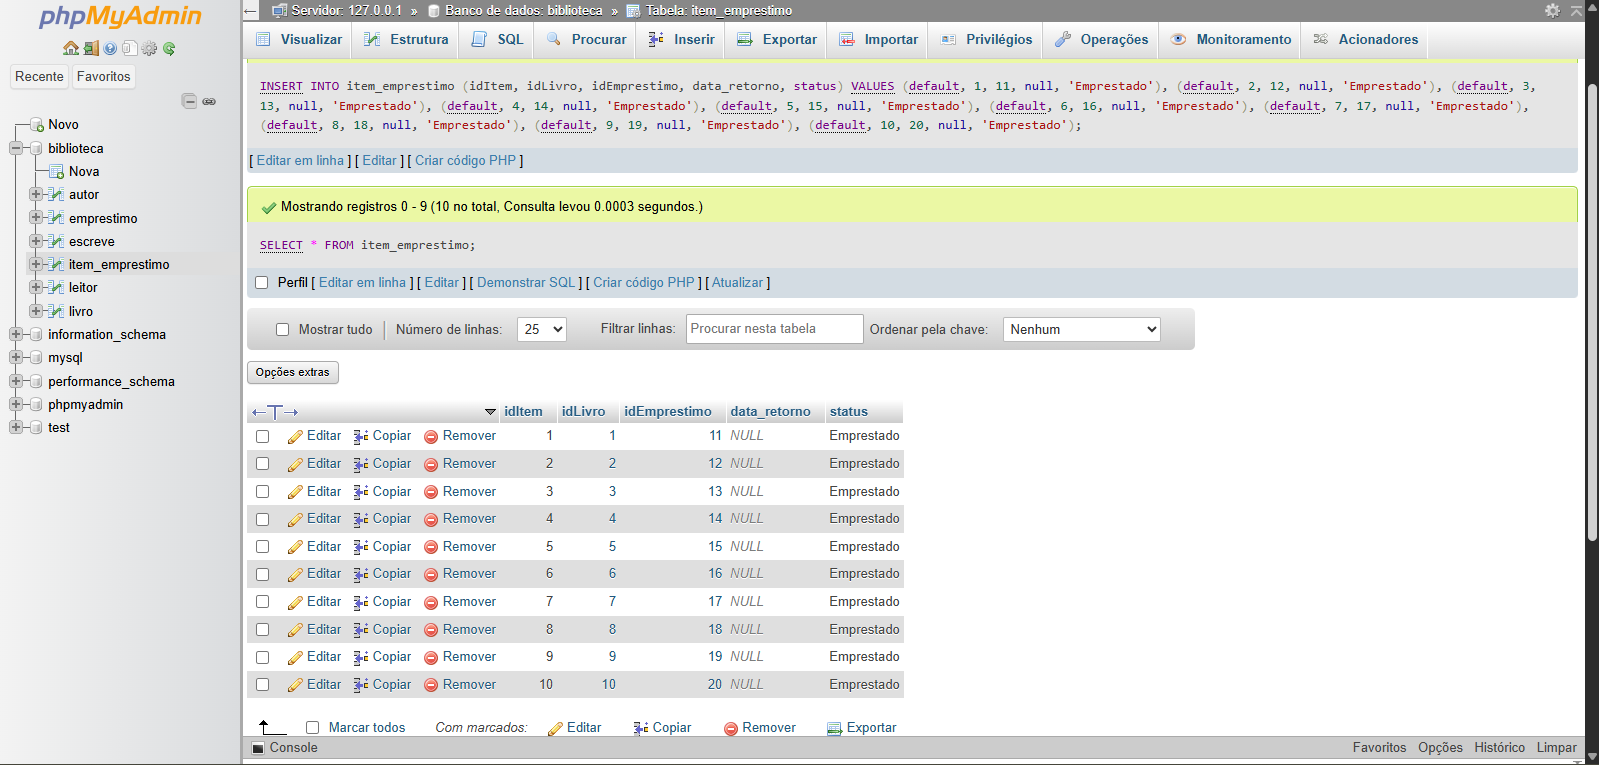 phpMyAdmin
Recente Favoritos
Novo
biblioteca
Nova
autor
emprestimo
escreve
item_emprestimo
leitor
livro
information_schema
mysql
performance_schema
phpmyadmin
test
Servidor: 127.0.0.1 » Banco de dados: biblioteca » Tabela: item_emprestimo
Visualizar Estrutura SQL Procurar Inserir Exportar Importar Privilégios Operações Monitoramento Acionadores
INSERT INTO item_emprestimo (idItem, idLivro, idEmprestimo, data_retorno, status) VALUES (default, 1, 11, null, 'Emprestado'), (default, 2, 12, null, 'Emprestado'), (default, 3,
13, null, 'Emprestado'), (default, 4, 14, null, 'Emprestado'), (default, 5, 15, null, 'Emprestado'), (default, 6, 16, null, 'Emprestado'), (default, 7, 17, null, 'Emprestado'),
(default, 8, 18, null, 'Emprestado'), (default, 9, 19, null, 'Emprestado'), (default, 10, 20, null, 'Emprestado');
[ Editar em linha ] [ Editar ] [ Criar código PHP ]
Mostrando registros 0 - 9 (10 no total, Consulta levou 0.0003 segundos.)
SELECT * FROM item_emprestimo;
Perfil [ Editar em linha ] [ Editar ] [ Demonstrar SQL ] [ Criar código PHP ] [ Atualizar ]
Mostrar tudo | Número de linhas: 25 Filtrar linhas: Procurar nesta tabela Ordenar pela chave: Nenhum
Opções extras
←T→ idItem idLivro idEmprestimo data_retorno status
Editar Copiar Remover 1 1 11 NULL Emprestado
Editar Copiar Remover 2 2 12 NULL Emprestado
Editar Copiar Remover 3 3 13 NULL Emprestado
Editar Copiar Remover 4 4 14 NULL Emprestado
Editar Copiar Remover 5 5 15 NULL Emprestado
Editar Copiar Remover 6 6 16 NULL Emprestado
Editar Copiar Remover 7 7 17 NULL Emprestado
Editar Copiar Remover 8 8 18 NULL Emprestado
Editar Copiar Remover 9 9 19 NULL Emprestado
Editar Copiar Remover 10 10 20 NULL Emprestado
Marcar todos Com marcados: Editar Copiar Remover Exportar
Console Favoritos Opções Histórico Limpar